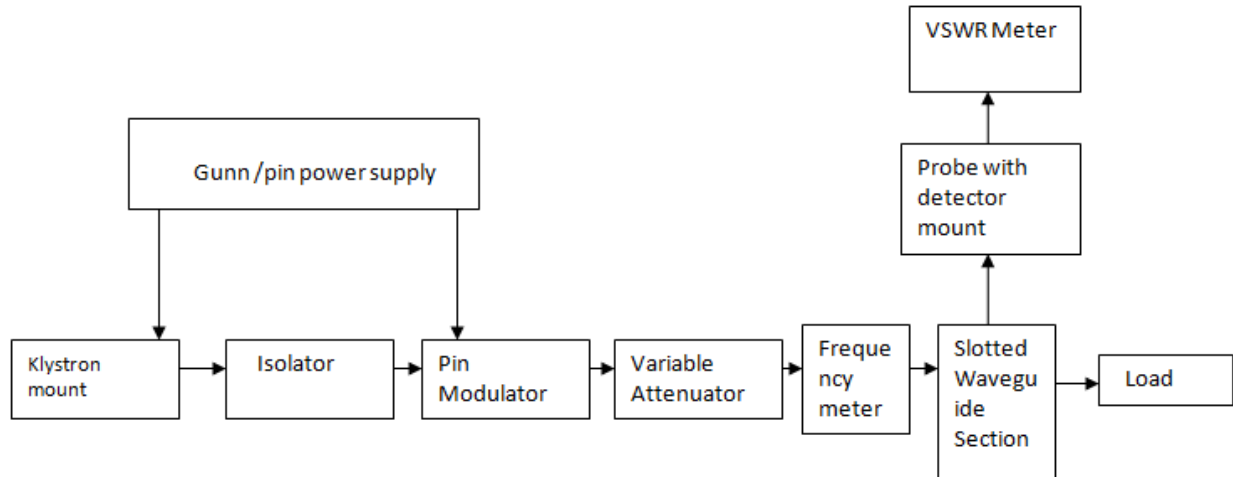 VSWR Meter
Gunn /pin power supply
Probe with
detector
mount
Klystron
mount
Isolator
Pin
Modulator
Variable
Attenuator
Freque
ncy
meter
Slotted
Wavegu
ide
Section
Load